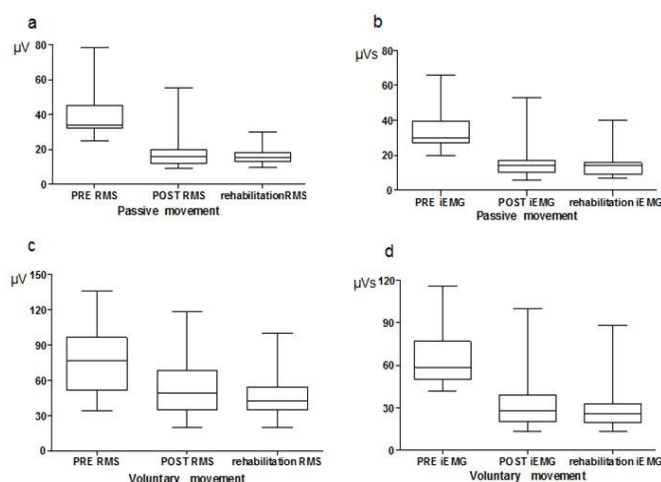 a
µV
80
60
40
20
0
PRE RMS POST RMS rehabilitationRMS
Passive movement
b
µVs
80
60
40
20
0
PRE iEMG POST iEMG rehabilitation iEMG
Passive movement
c
µV
150
120
90
60
30
0
PRE RMS POST RMS rehabilitation RMS
Voluntary movement
d
µVs
120
90
60
30
0
PRE iEMG POST iEMG rehabilitation iEMG
Voluntary movement